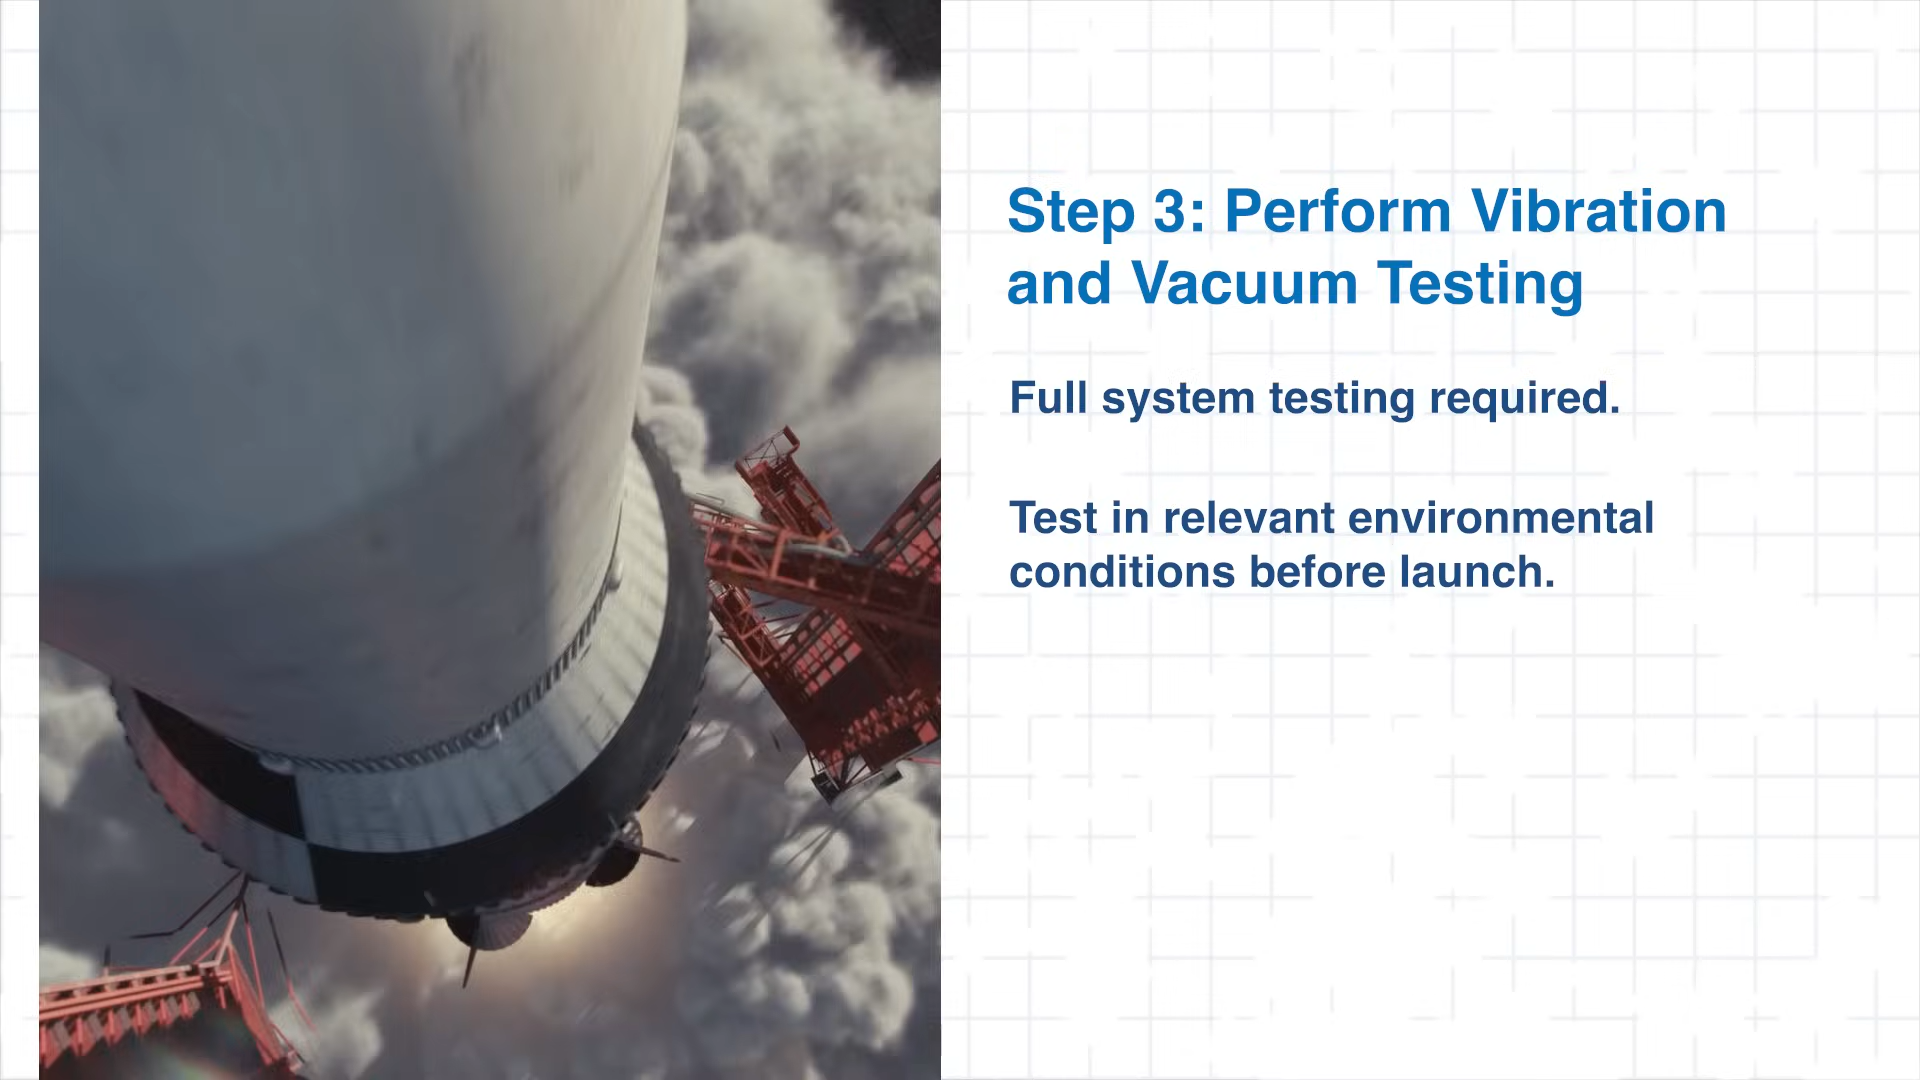 Step 3: Perform Vibration
and Vacuum Testing
Full system testing required.
Test in relevant environmental
conditions before launch.